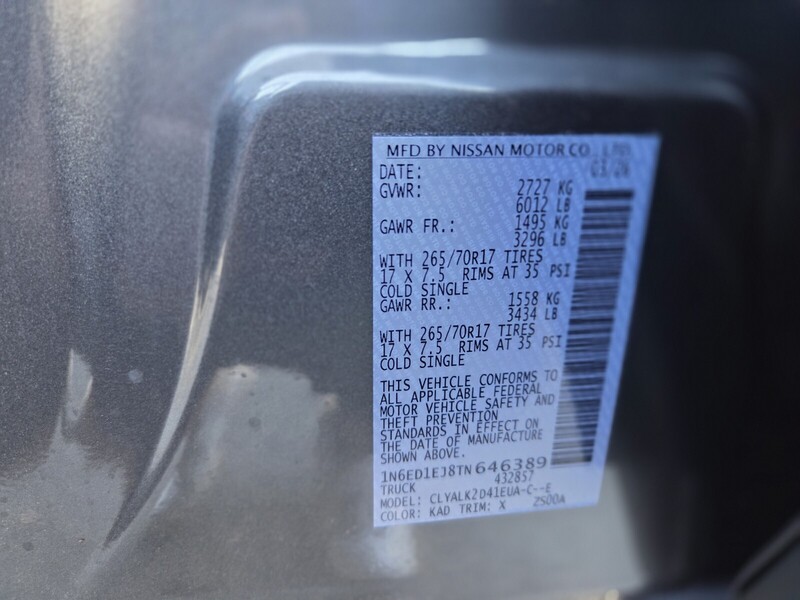 MFD BY NISSAN MOTOR CO., LTD.
DATE: 03/26
GVWR: 2727 KG
6012 LB
GAWR FR.: 1495 KG
3296 LB
WITH 265/70R17 TIRES
17 X 7.5 RIMS AT 35 PSI
COLD SINGLE
GAWR RR.: 1558 KG
3434 LB
WITH 265/70R17 TIRES
17 X 7.5 RIMS AT 35 PSI
COLD SINGLE
THIS VEHICLE CONFORMS TO
ALL APPLICABLE FEDERAL
MOTOR VEHICLE SAFETY AND
THEFT PREVENTION
STANDARDS IN EFFECT ON
THE DATE OF MANUFACTURE
SHOWN ABOVE.
1N6ED1EJ8TN646389
TRUCK 432857
MODEL: CLYALK2D41EUA-C--E
COLOR: KAD TRIM: X 2S00A